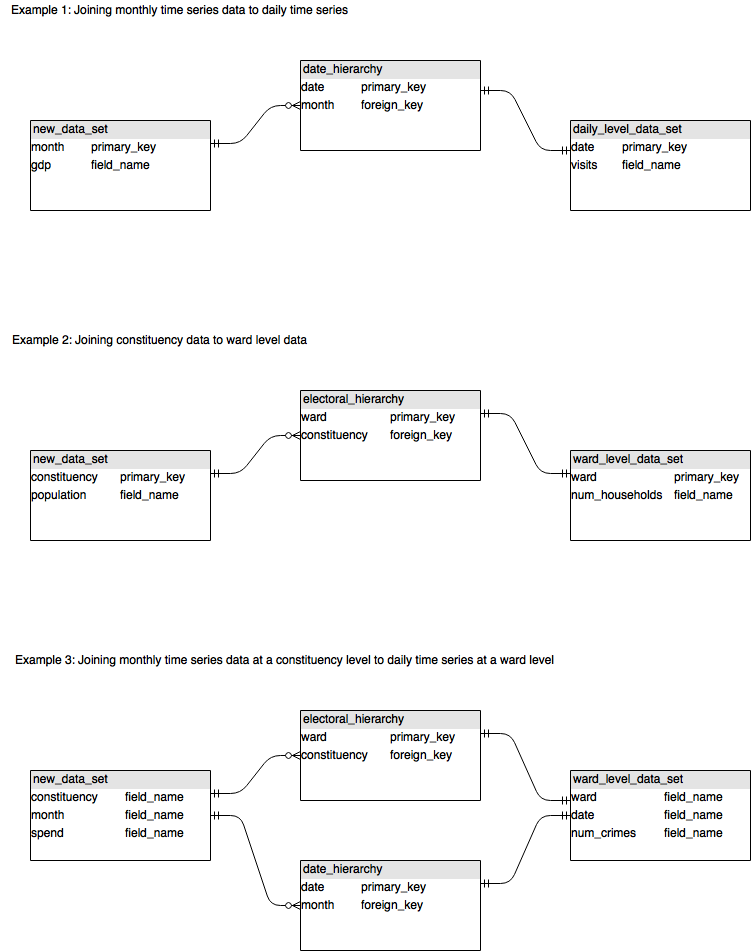 Example 1: Joining monthly time series data to daily time series
date_hierarchy
date primary_key
month foreign_key
new_data_set
month primary_key
gdp field_name
daily_level_data_set
date primary_key
visits field_name
Example 2: Joining constituency data to ward level data
electoral_hierarchy
ward primary_key
constituency foreign_key
new_data_set
constituency primary_key
population field_name
ward_level_data_set
ward primary_key
num_households field_name
Example 3: Joining monthly time series data at a constituency level to daily time series at a ward level
electoral_hierarchy
ward primary_key
constituency foreign_key
new_data_set
constituency field_name
month field_name
spend field_name
ward_level_data_set
ward field_name
date field_name
num_crimes field_name
date_hierarchy
date primary_key
month foreign_key